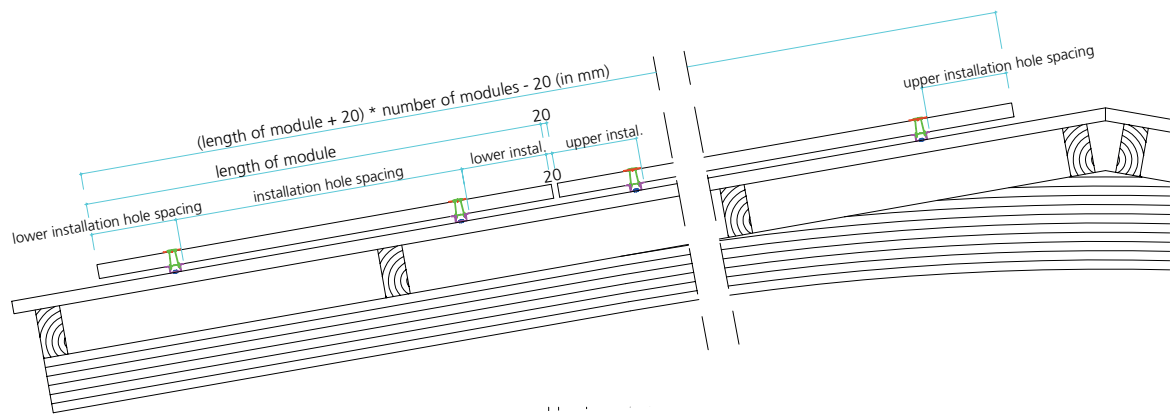 (length of module + 20) * number of modules - 20 (in mm)
upper installation hole spacing
20
length of module
upper instal.
lower instal.
installation hole spacing
20
lower installation hole spacing